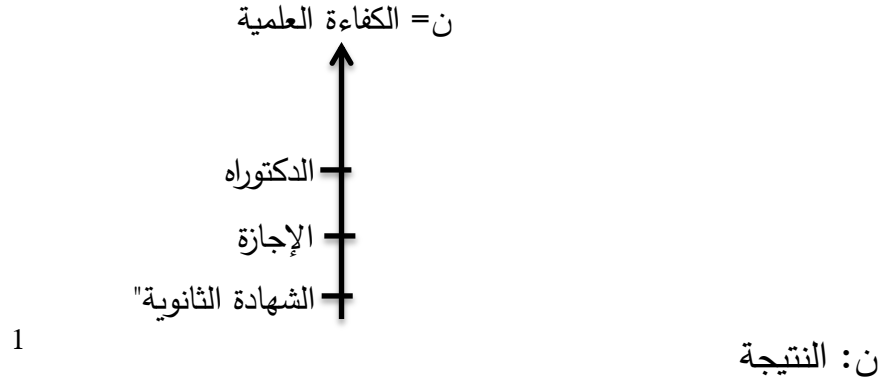 ن= الكفاءة العلمية
الدكتوراه
الإجازة
الشهادة الثانوية"
1
ن: النتيجة